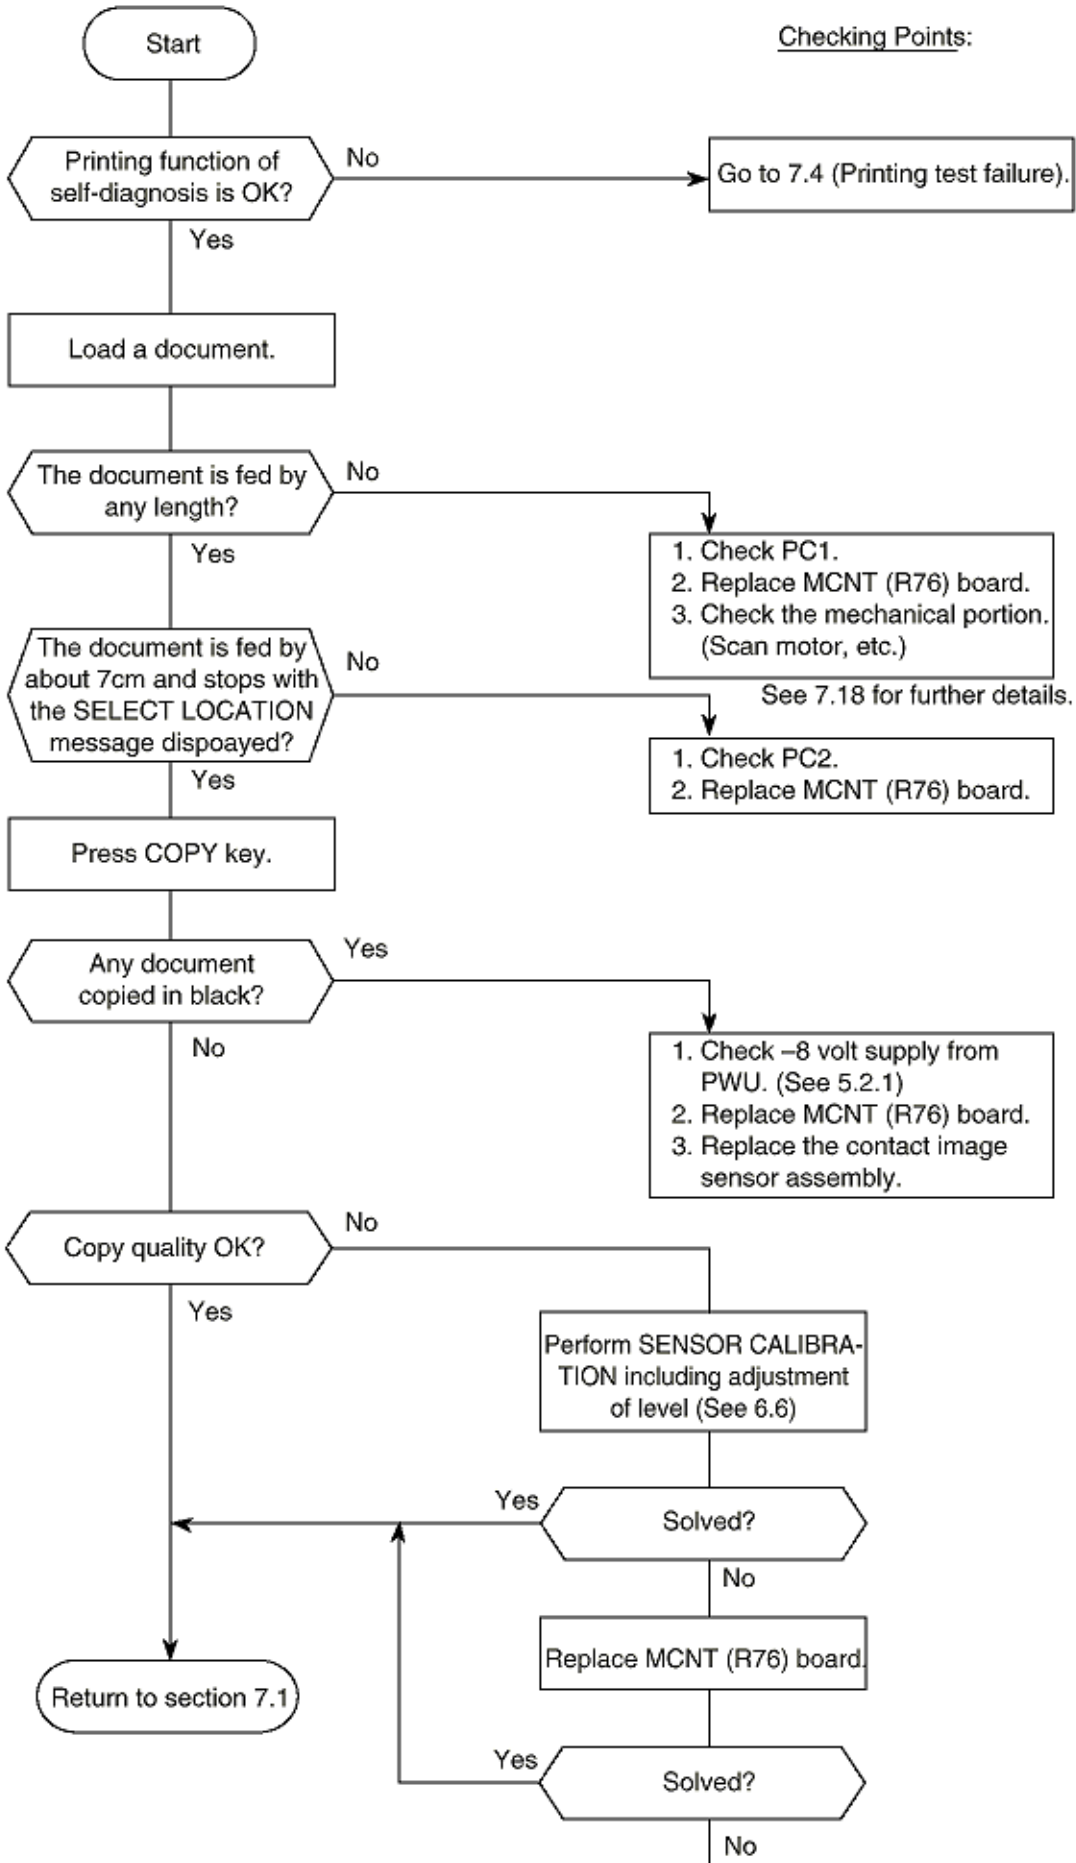 Start
Checking Points:
Printing function of
self-diagnosis is OK?
No
Go to 7.4 (Printing test failure).
Yes
Load a document.
The document is fed by
any length?
No
Yes
1. Check PC1.
2. Replace MCNT (R76) board.
3. Check the mechanical portion.
(Scan motor, etc.)
See 7.18 for further details.
The document is fed by
about 7cm and stops with
the SELECT LOCATION
message dispoayed?
No
Yes
1. Check PC2.
2. Replace MCNT (R76) board.
Press COPY key.
Any document
copied in black?
Yes
No
1. Check –8 volt supply from
PWU. (See 5.2.1)
2. Replace MCNT (R76) board.
3. Replace the contact image
sensor assembly.
Copy quality OK?
No
Yes
Perform SENSOR CALIBRA-
TION including adjustment
of level (See 6.6)
Yes
Solved?
No
Replace MCNT (R76) board.
Return to section 7.1
Yes
Solved?
No